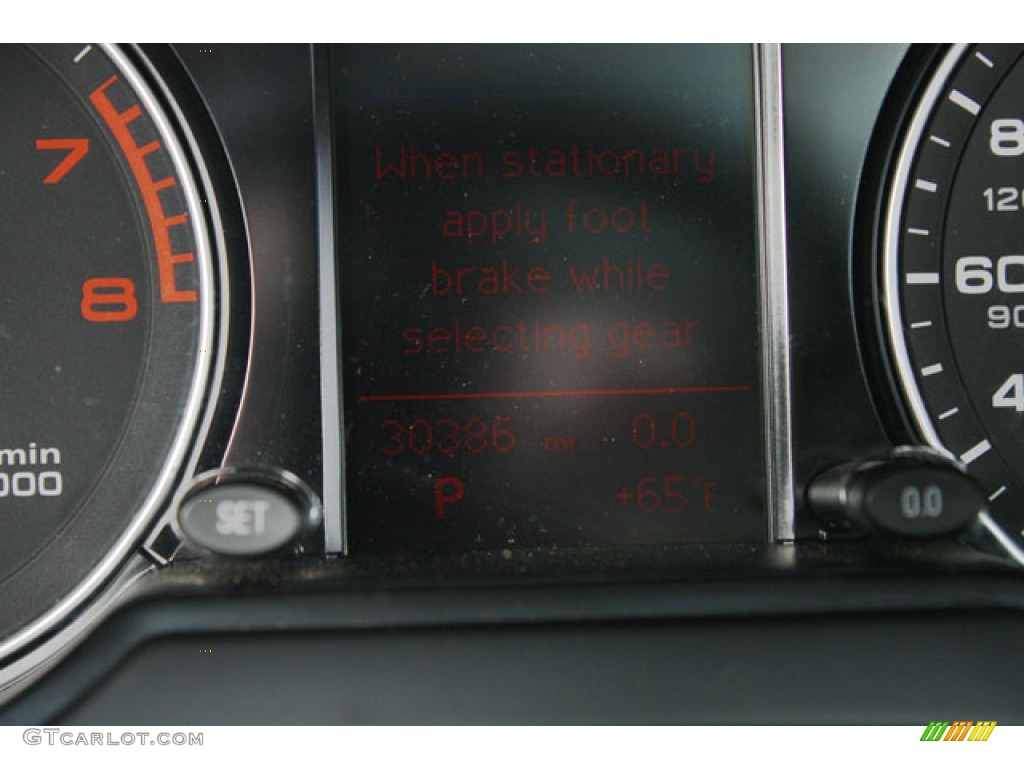 7
8
min
000
SET
When stationary
apply foot
brake while
selecting gear
30386 mi 0.0
P +65°F
0.0
8
120
60
90
4
GTcarlot.com